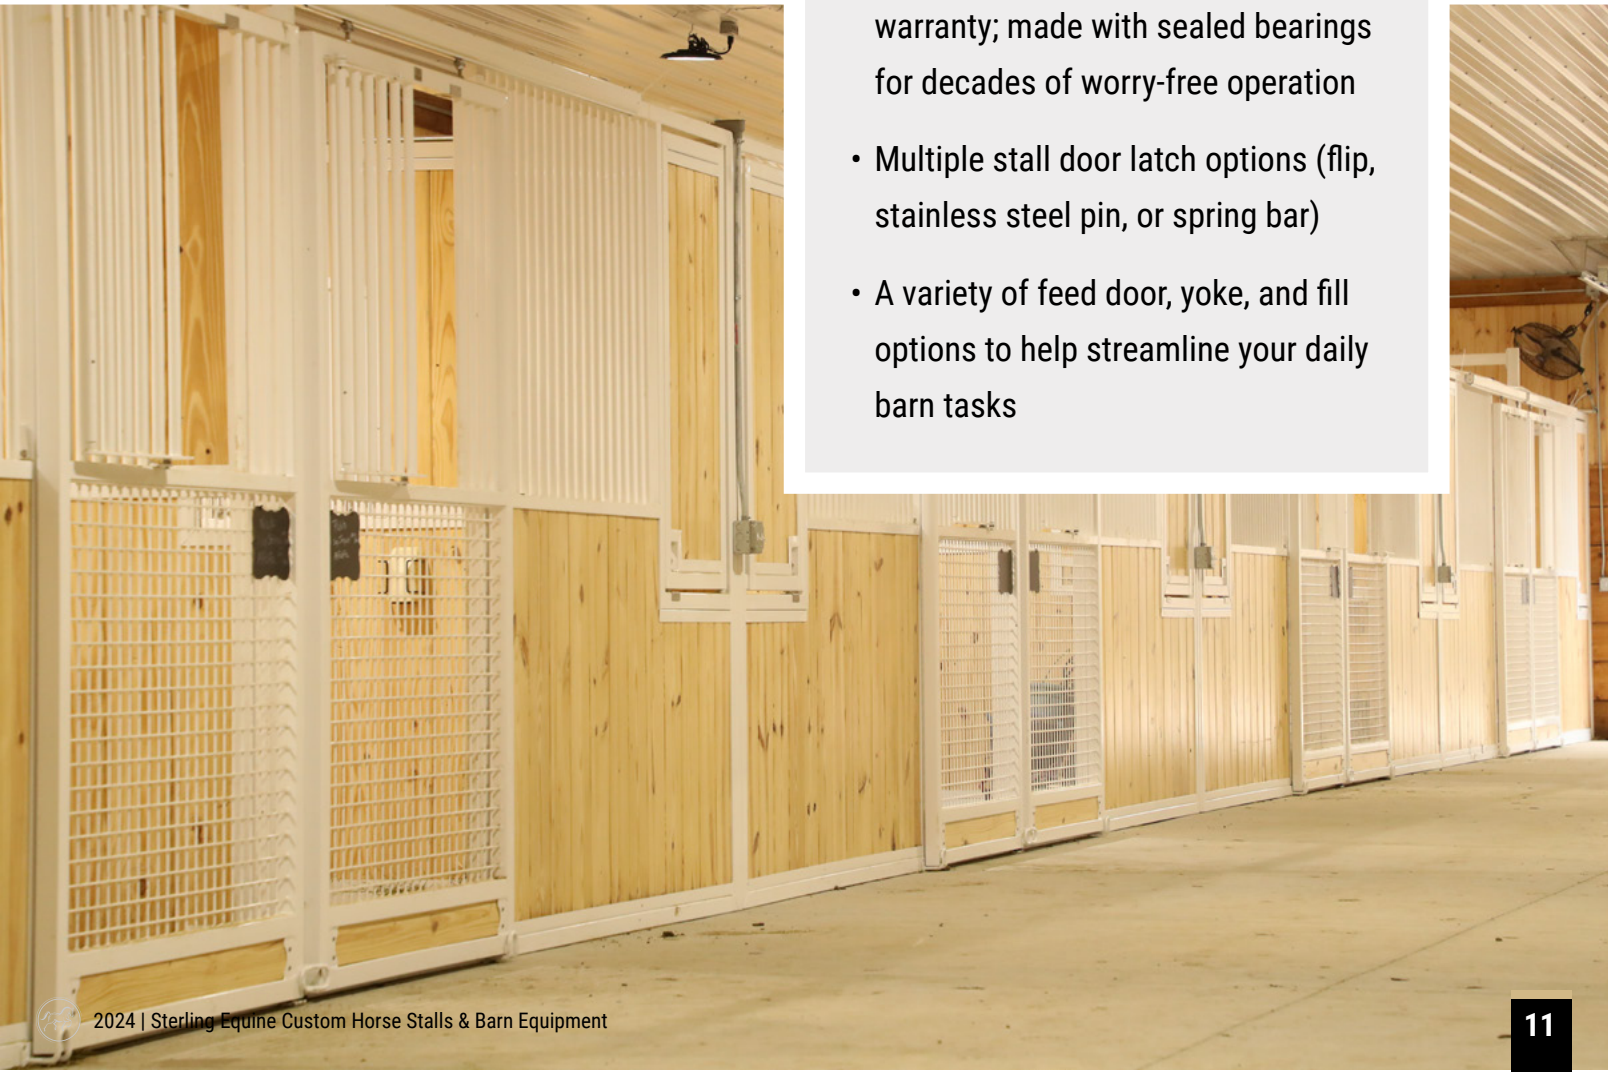 warranty; made with sealed bearings
for decades of worry-free operation
• Multiple stall door latch options (flip,
stainless steel pin, or spring bar)
• A variety of feed door, yoke, and fill
options to help streamline your daily
barn tasks
2024 | Sterling Equine Custom Horse Stalls & Barn Equipment
11